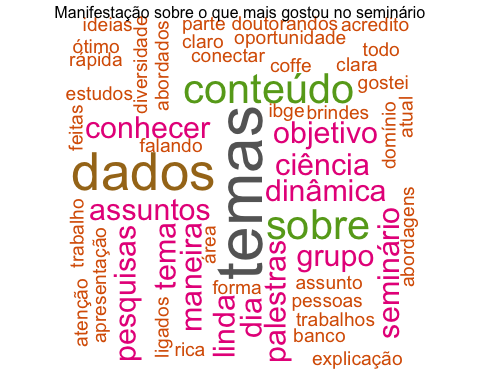 Manifestação sobre o que mais gostou no seminário
ideias
parte
doutorandos
acredito
ótimo
diversidade
abordados
claro
oportunidade
rápida
conectar
todo
clara
coffe
gostei
estudos
conteúdo
feitas
ibge
brindes
domínio
atual
conhecer
falando
temas
objetivo
dados
ciência
dinâmica
assuntos
sobre
trabalho
apresentação
pesquisas
tema
maneira
área
grupo
seminário
abordagens
atenção
ligados
rica
linda
forma
dia
palestras
assunto
pessoas
trabalhos
banco
explicação